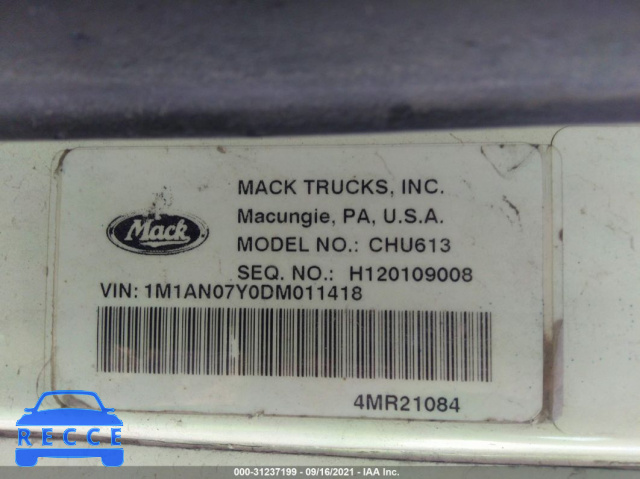 Mack
MACK TRUCKS, INC.
Macungie, PA, U.S.A.
MODEL NO.: CHU613
SEQ. NO.: H120109008
VIN: 1M1AN07Y0DM011418
4MR21084
RECCE
000-31237199 - 09/16/2021 - IAA Inc.